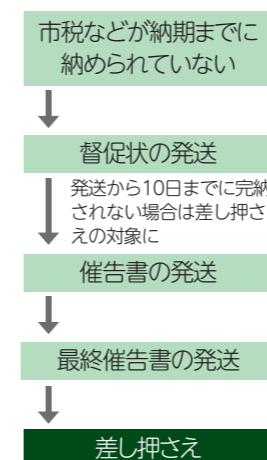 市税などが納期までに
納められていない
督促状の発送
発送から10日までに完納
されない場合は差し押さ
えの対象に
催告書の発送
最終催告書の発送
差し押さえ